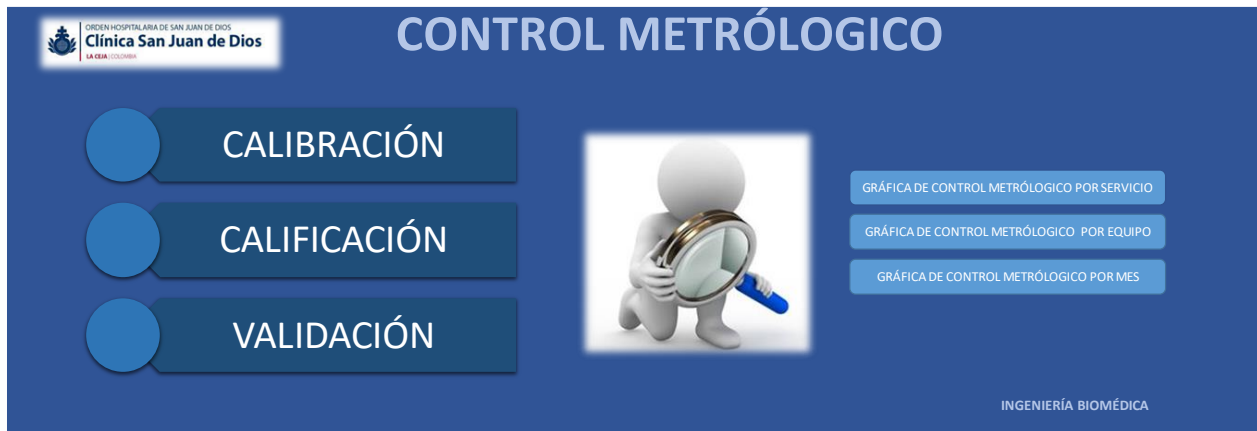 ORDEN HOSPITALARIA DE SAN JUAN DE DIOS
Clínica San Juan de Dios
LA CEJA | COLOMBIA
CONTROL METRÓLOGICO
CALIBRACIÓN
CALIFICACIÓN
VALIDACIÓN
GRÁFICA DE CONTROL METRÓLOGICO POR SERVICIO
GRÁFICA DE CONTROL METRÓLOGICO POR EQUIPO
GRÁFICA DE CONTROL METRÓLOGICO POR MES
INGENIERÍA BIOMÉDICA